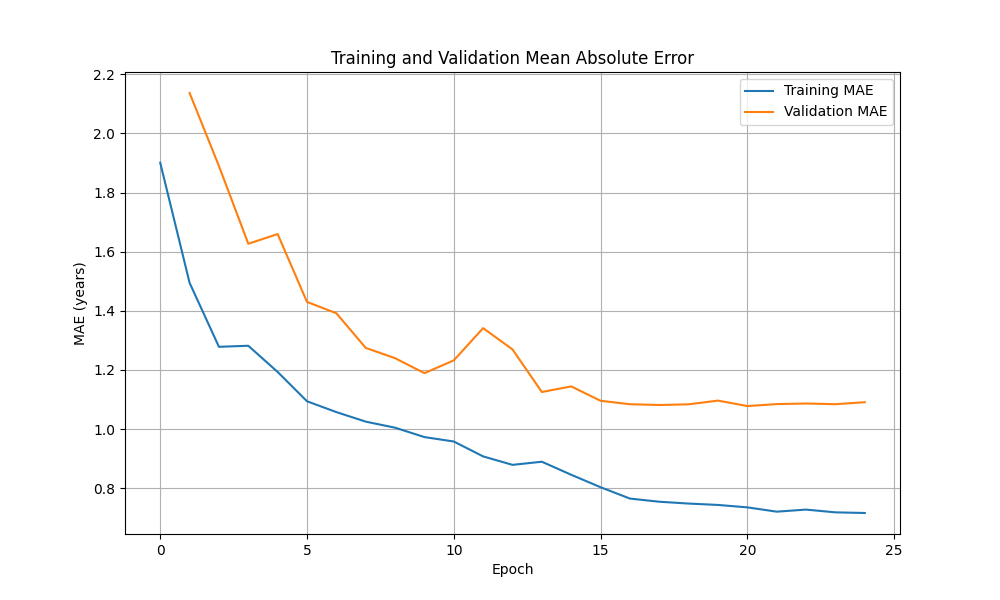 Training and Validation Mean Absolute Error
Training MAE
Validation MAE
MAE (years)
2.2
2.0
1.8
1.6
1.4
1.2
1.0
0.8
0
5
10
15
20
25
Epoch